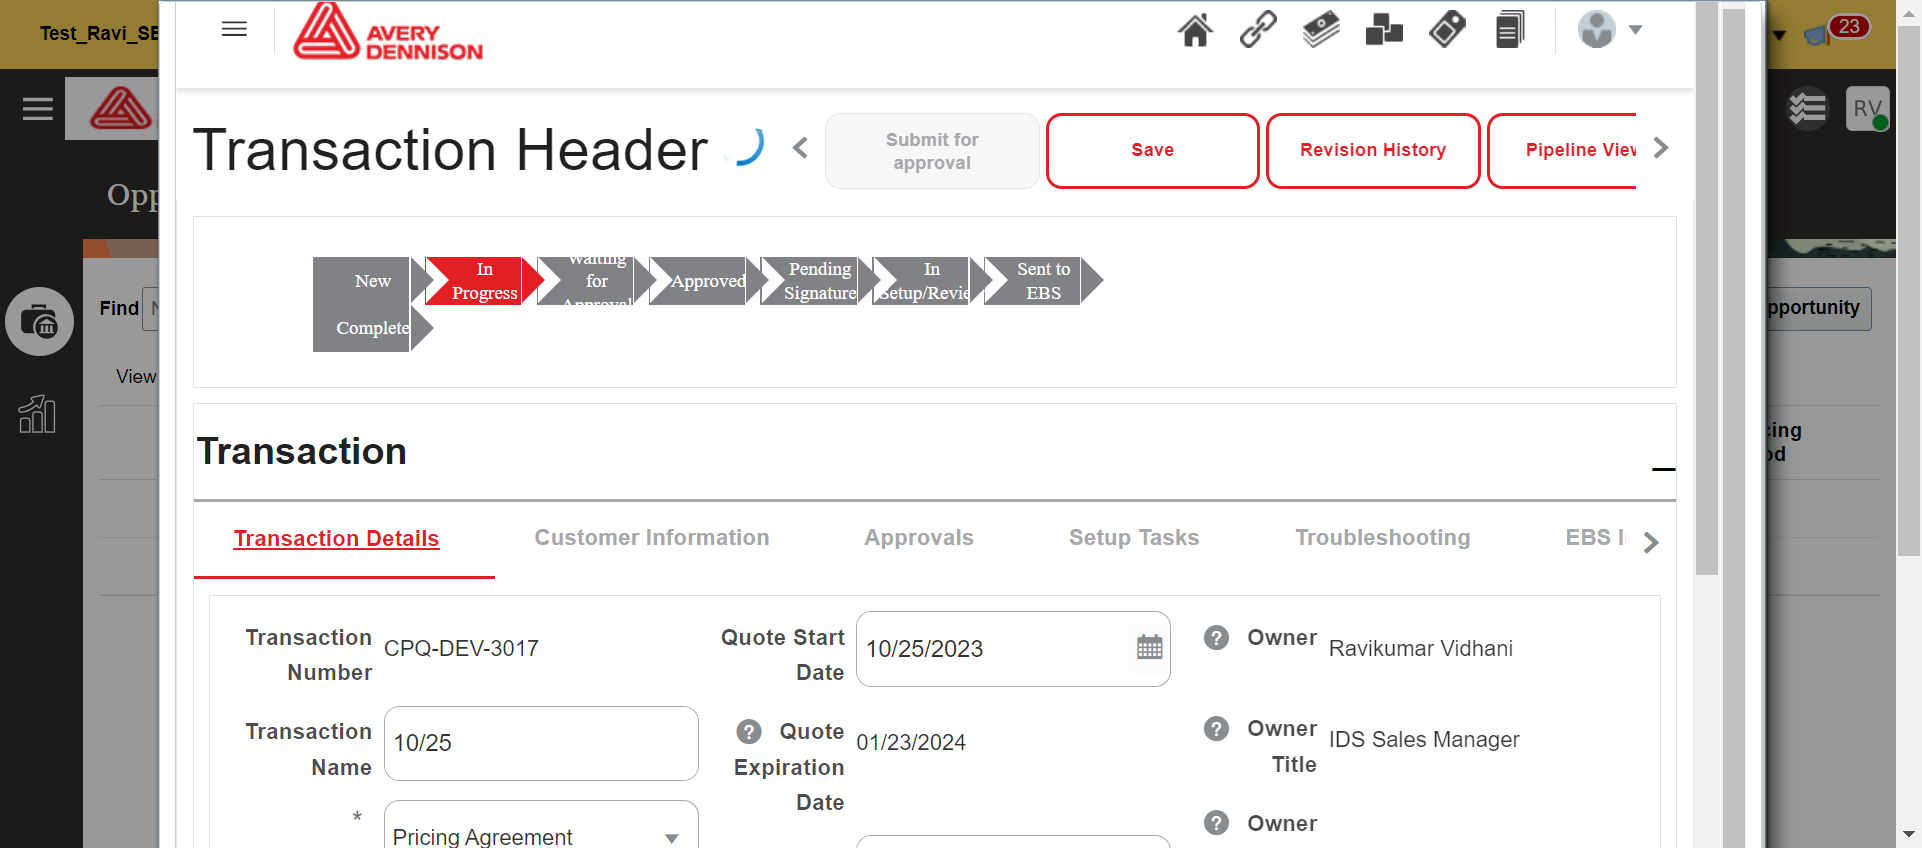 Test_Ravi_SE
23
AVERY
DENNISON
RV
Transaction Header
Submit for
approval
Save
Revision History
Pipeline View
Opp
New
In
Progress
Waiting
for
Approval
Approved
Pending
Signature
In
Setup/Revie
Sent to
EBS
Complete
Find
N
pportunity
View
Transaction
cing
od
Transaction Details
Customer Information
Approvals
Setup Tasks
Troubleshooting
EBS I
Transaction
Number
CPQ-DEV-3017
Quote Start
Date
10/25/2023
? Owner
Ravikumar Vidhani
Transaction
Name
10/25
? Quote
Expiration
Date
01/23/2024
? Owner
Title
IDS Sales Manager
*
Pricing Agreement
? Owner